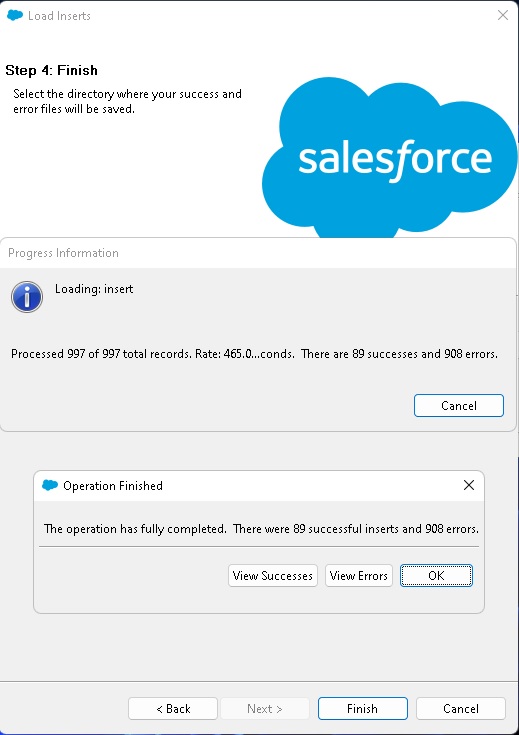 Load Inserts
Step 4: Finish
Select the directory where your success and
error files will be saved.
salesforce
Progress Information
Loading: insert
Processed 997 of 997 total records. Rate: 465.0...conds. There are 89 successes and 908 errors.
Cancel
Operation Finished
The operation has fully completed. There were 89 successful inserts and 908 errors.
View Successes View Errors OK
< Back Next > Finish Cancel